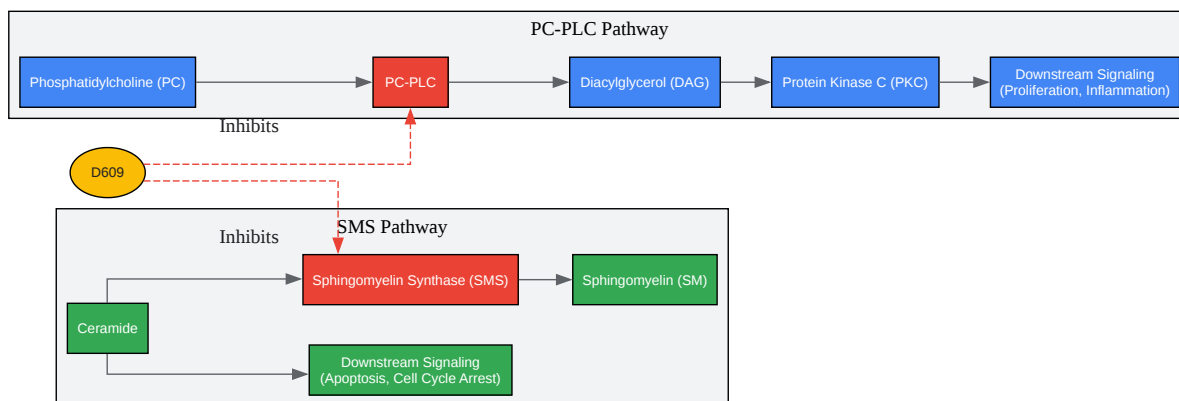 PC-PLC Pathway
Phosphatidylcholine (PC)
PC-PLC
Diacylglycerol (DAG)
Protein Kinase C (PKC)
Downstream Signaling
(Proliferation, Inflammation)
Inhibits
D609
SMS Pathway
Inhibits
Sphingomyelin Synthase (SMS)
Sphingomyelin (SM)
Ceramide
Downstream Signaling
(Apoptosis, Cell Cycle Arrest)